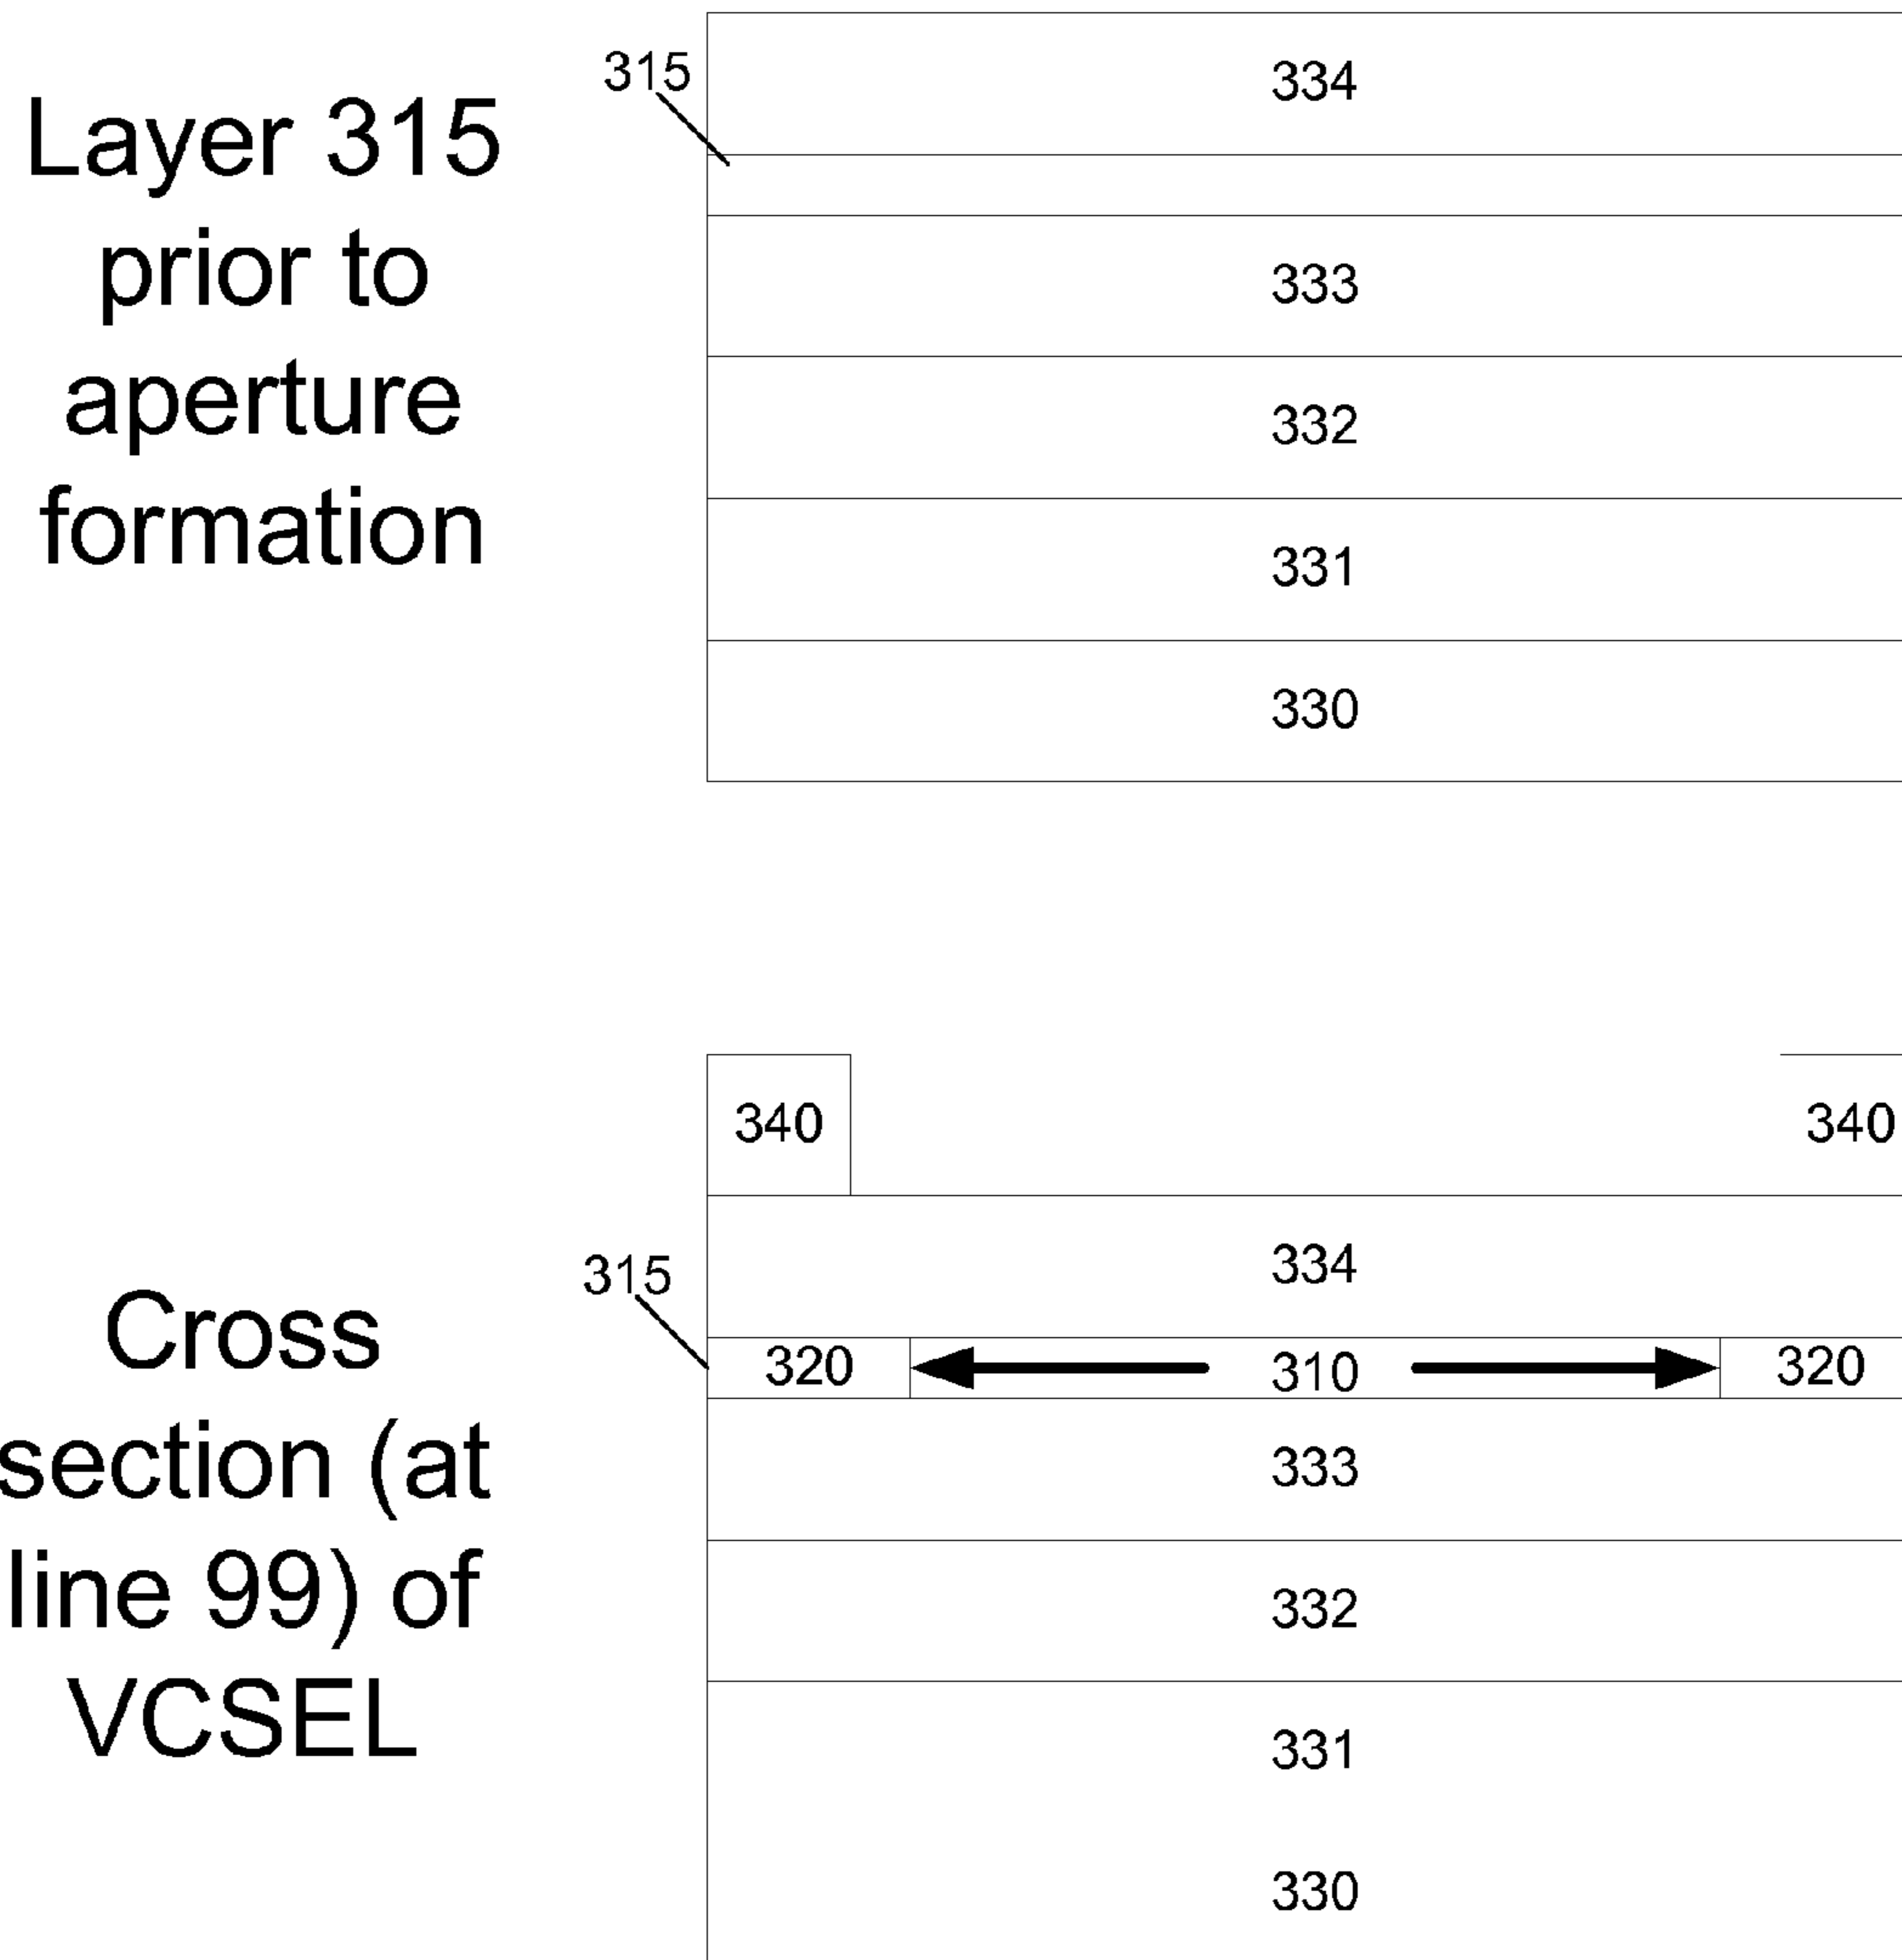 Layer 315
prior to
aperture
formation
315
334
333
332
331
330
Cross
section (at
line 99) of
VCSEL
340
340
315
334
320
310
320
333
332
331
330